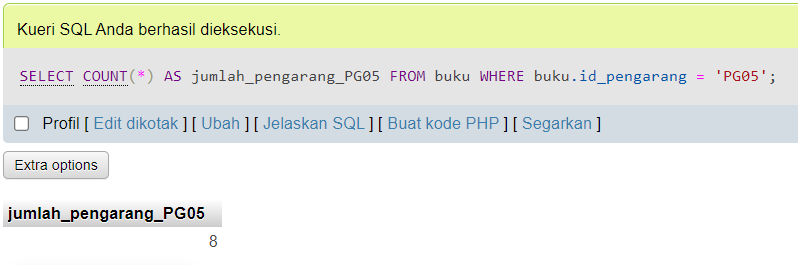 Kueri SQL Anda berhasil dieksekusi.
SELECT COUNT(*) AS jumlah_pengarang_PG05 FROM buku WHERE buku.id_pengarang = 'PG05';
Profil [ Edit dikotak ] [ Ubah ] [ Jelaskan SQL ] [ Buat kode PHP ] [ Segarkan ]
Extra options
jumlah_pengarang_PG05
8